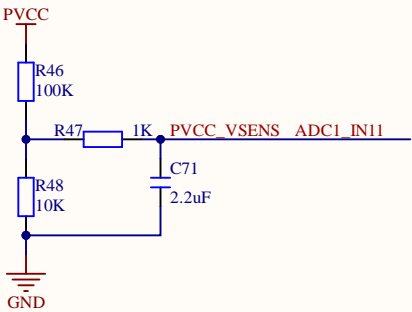 PVCC
R46
100K
R47 1K PVCC_VSENS ADC1_IN11
C71
2.2uF
R48
10K
GND